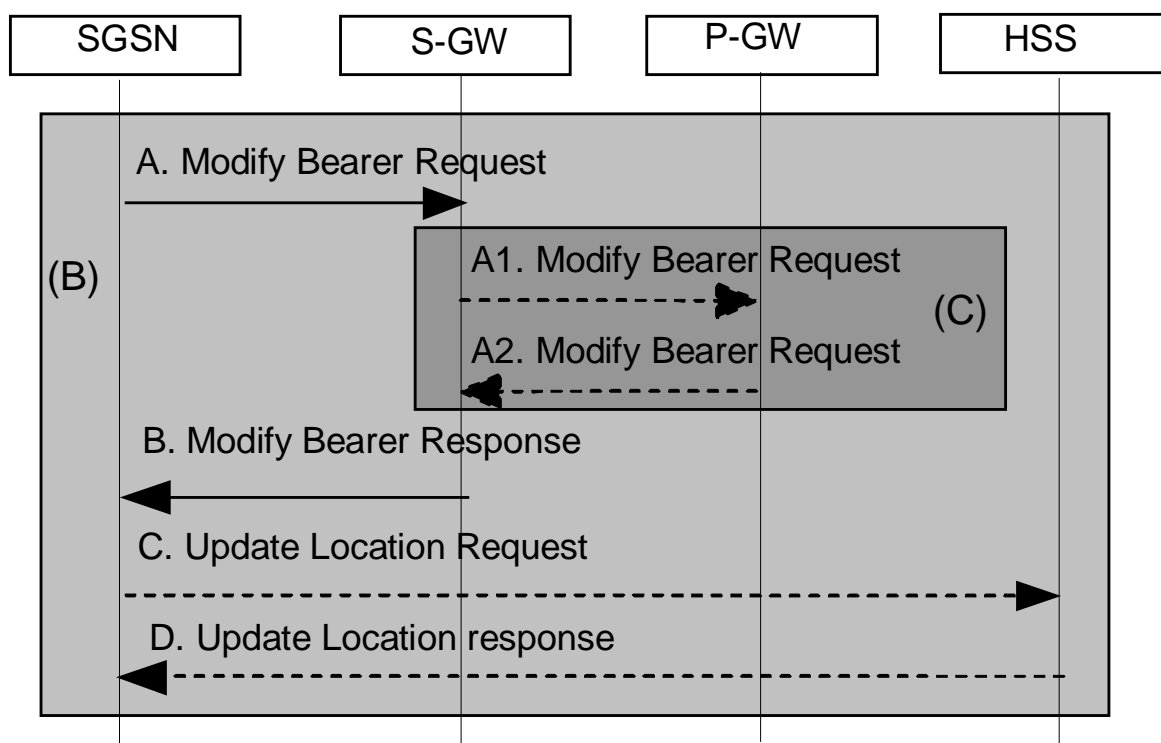 SGSN
S-GW
P-GW
HSS
A. Modify Bearer Request
(B)
A1. Modify Bearer Request
(C)
A2. Modify Bearer Request
B. Modify Bearer Response
C. Update Location Request
D. Update Location response